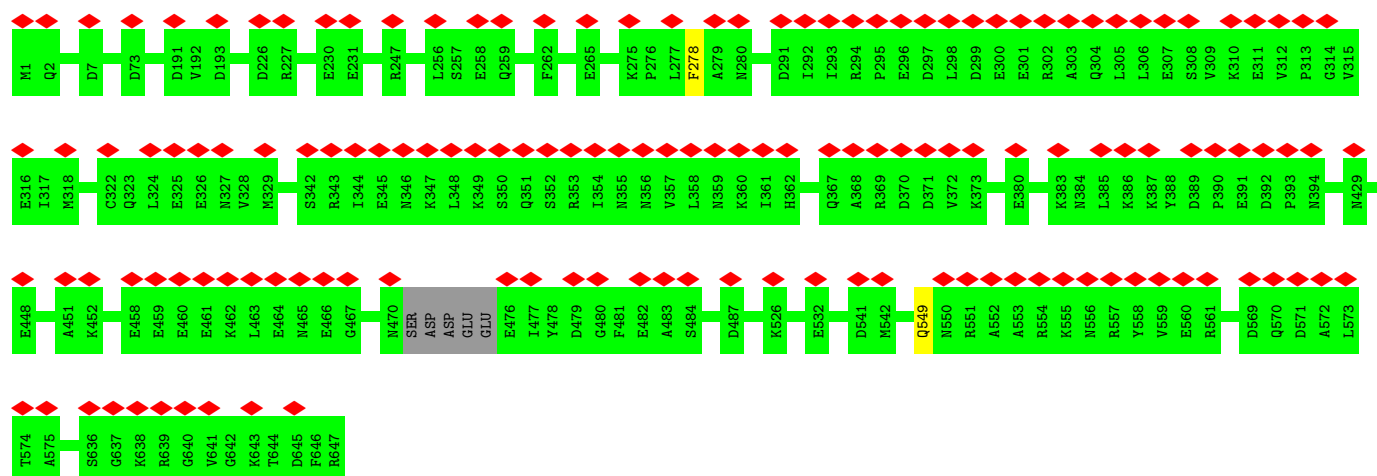 M1 Q2 D7 D73 D191 V192 D193 D226 R227 E230 E231 R247 L256 S257 E258 Q259 F262 E265 K275 P276 L277 F278 A279 N280 D291 I292 I293 R294 P295 E296 D297 L298 D299 E300 E301 R302 A303 Q304 L305 L306 E307 S308 V309 K310 E311 V312 P313 G314 V315
E316 I317 M318 C322 Q323 L324 E325 E326 N327 V328 M329 S342 R343 I344 E345 N346 K347 L348 K349 S350 Q351 S352 R353 I354 N355 N356 V357 L358 N359 K360 I361 H362 Q367 A368 R369 D370 D371 V372 K373 E380 K383 N384 L385 K386 K387 Y388 D389 P390 E391 D392 P393 N394 N429
E448 A451 K452 E458 E459 E460 E461 K462 L463 E464 N465 E466 G467 N470 SER ASP ASP GLU GLU E476 I477 Y478 D479 G480 F481 E482 A483 S484 D487 K526 E532 D541 M542 Q549 N550 R551 A552 A553 R554 K555 N556 R557 Y558 V559 E560 R561 D569 Q570 D571 A572 L573
T574 A575 S636 G637 K638 R639 G640 V641 G642 K643 T644 D645 F646 R647